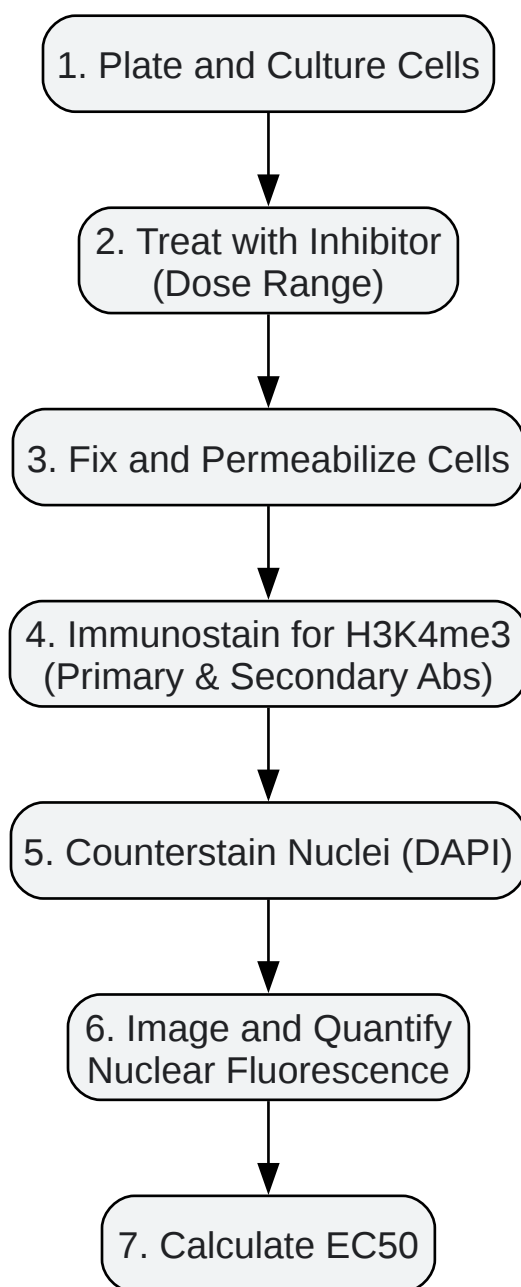 1. Plate and Culture Cells
2. Treat with Inhibitor
(Dose Range)
3. Fix and Permeabilize Cells
4. Immunostain for H3K4me3
(Primary & Secondary Abs)
5. Counterstain Nuclei (DAPI)
6. Image and Quantify
Nuclear Fluorescence
7. Calculate EC50